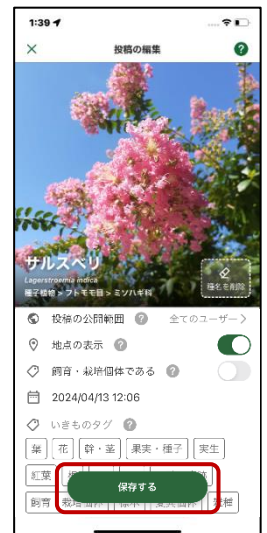 1:39
投稿の編集
?
サルスベリ
Lagerstroemia indica
種子植物 > フトモモ目 > ミソハギ科
種名を削除
投稿の公開範囲 ? 全てのユーザー >
地点の表示 ?
飼育・栽培個体である ?
2024/04/13 12:06
いきものタグ ?
葉 花 幹・茎 果実・種子 実生
紅葉
保存する
飼育